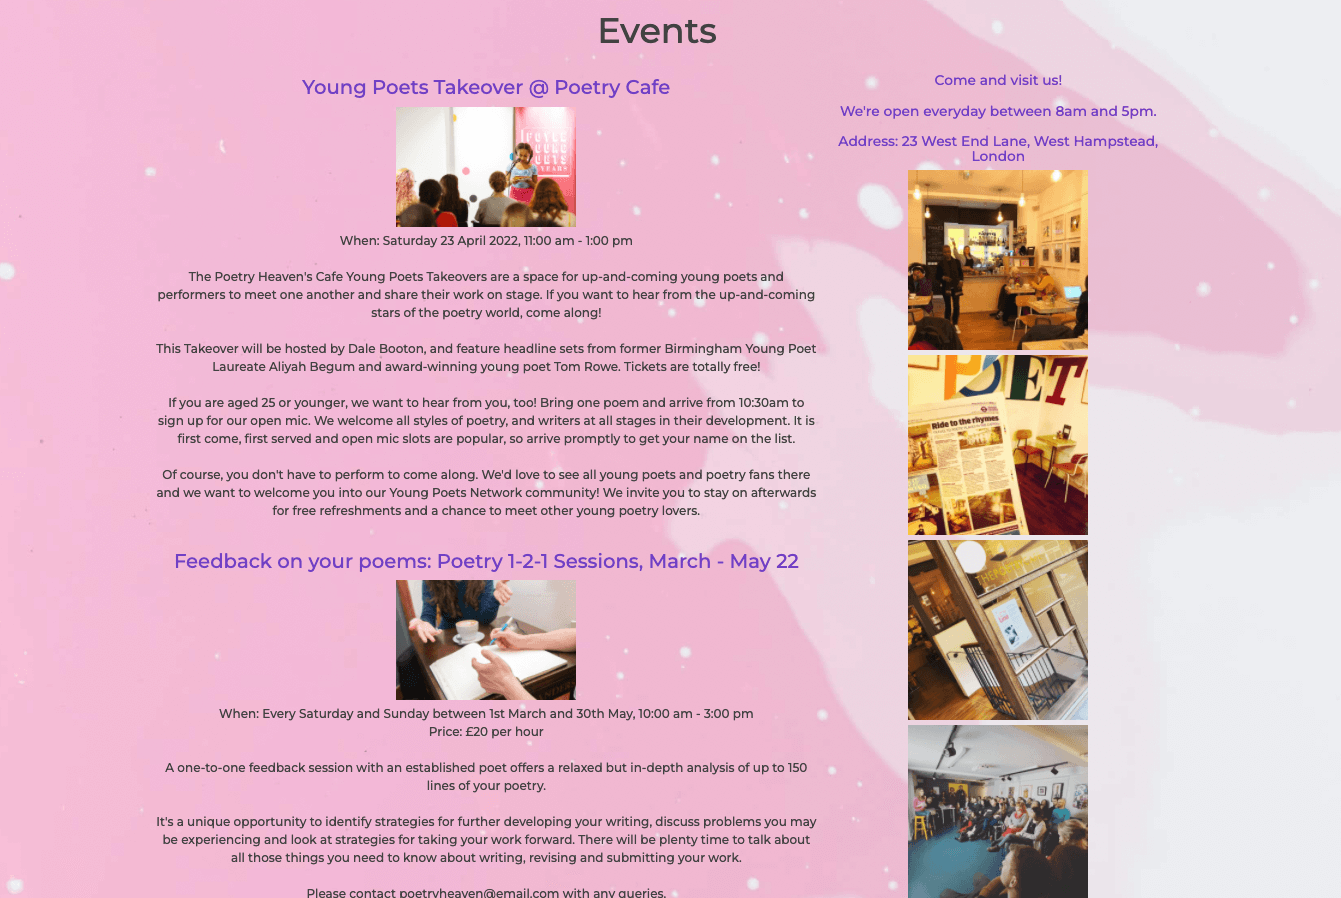 Events
Young Poets Takeover @ Poetry Cafe
When: Saturday 23 April 2022, 11:00 am - 1:00 pm
The Poetry Heaven's Cafe Young Poets Takeovers are a space for up-and-coming young poets and
performers to meet one another and share their work on stage. If you want to hear from the up-and-coming
stars of the poetry world, come along!
This Takeover will be hosted by Dale Booton, and feature headline sets from former Birmingham Young Poet
Laureate Aliyah Begum and award-winning young poet Tom Rowe. Tickets are totally free!
If you are aged 25 or younger, we want to hear from you, too! Bring one poem and arrive from 10:30am to
sign up for our open mic. We welcome all styles of poetry, and writers at all stages in their development. It is
first come, first served and open mic slots are popular, so arrive promptly to get your name on the list.
Of course, you don't have to perform to come along. We'd love to see all young poets and poetry fans there
and we want to welcome you into our Young Poets Network community! We invite you to stay on afterwards
for free refreshments and a chance to meet other young poetry lovers.
Feedback on your poems: Poetry 1-2-1 Sessions, March - May 22
When: Every Saturday and Sunday between 1st March and 30th May, 10:00 am - 3:00 pm
Price: £20 per hour
A one-to-one feedback session with an established poet offers a relaxed but in-depth analysis of up to 150
lines of your poetry.
It's a unique opportunity to identify strategies for further developing your writing, discuss problems you may
be experiencing and look at strategies for taking your work forward. There will be plenty time to talk about
all those things you need to know about writing, revising and submitting your work.
Please contact poetryheaven@email.com with any queries.
Come and visit us!
We're open everyday between 8am and 5pm.
Address: 23 West End Lane, West Hampstead,
London
POET
Ride to the rhymes